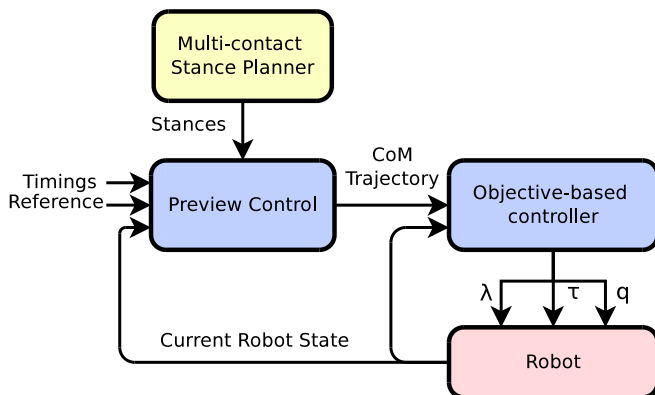 Multi-contact
Stance Planner
Stances
Timings
Reference
Preview Control
CoM
Trajectory
Objective-based
controller
λ
τ
q
Current Robot State
Robot